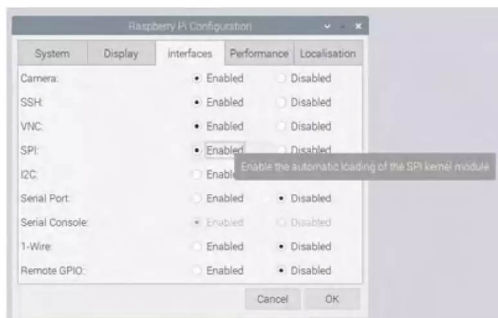 Raspberry Pi Configuration
System Display Interfaces Performance Localisation
Camera: Enabled Disabled
SSH: Enabled Disabled
VNC: Enabled Disabled
SPI: Enabled Disabled
Enable the automatic loading of the SPI kernel module
I2C: Enable
Serial Port: Enabled Disabled
Serial Console: Enabled Disabled
1-Wire: Enabled Disabled
Remote GPIO: Enabled Disabled
Cancel OK